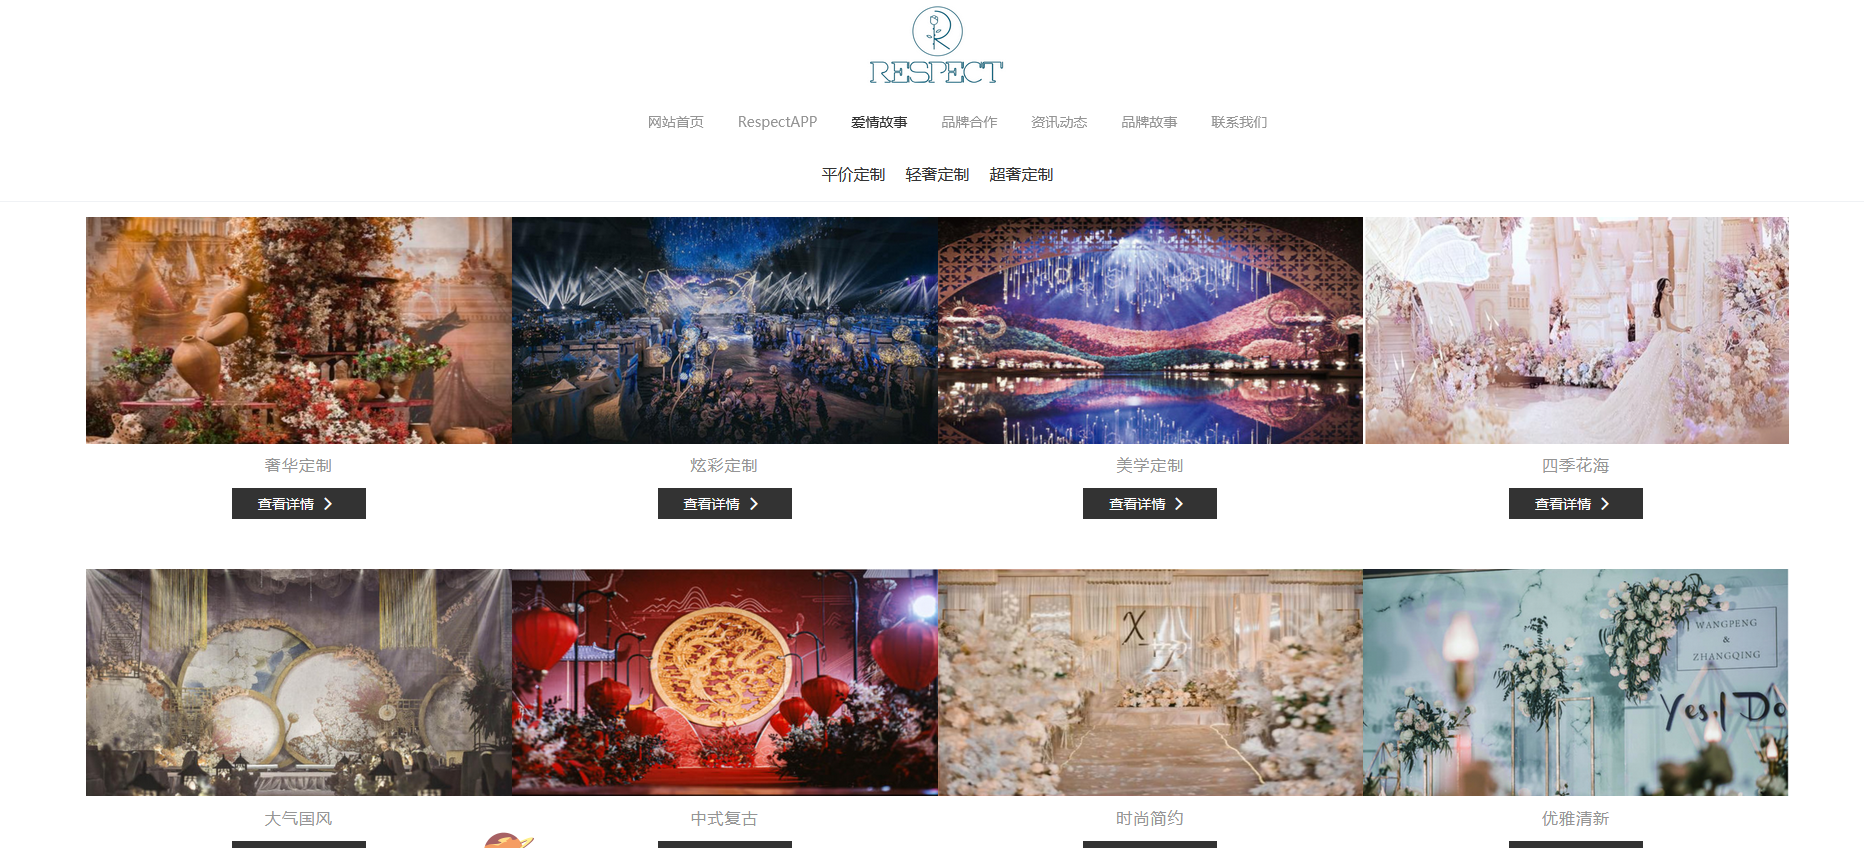 R
RESPECT
网站首页 RespectAPP 爱情故事 品牌合作 资讯动态 品牌故事 联系我们
平价定制 轻奢定制 超奢定制
奢华定制 炫彩定制 美学定制 四季花海
查看详情 查看详情 查看详情 查看详情
X
WANGPENG
&
ZHANGQING
Yes,I Do
大气国风 中式复古 时尚简约 优雅清新